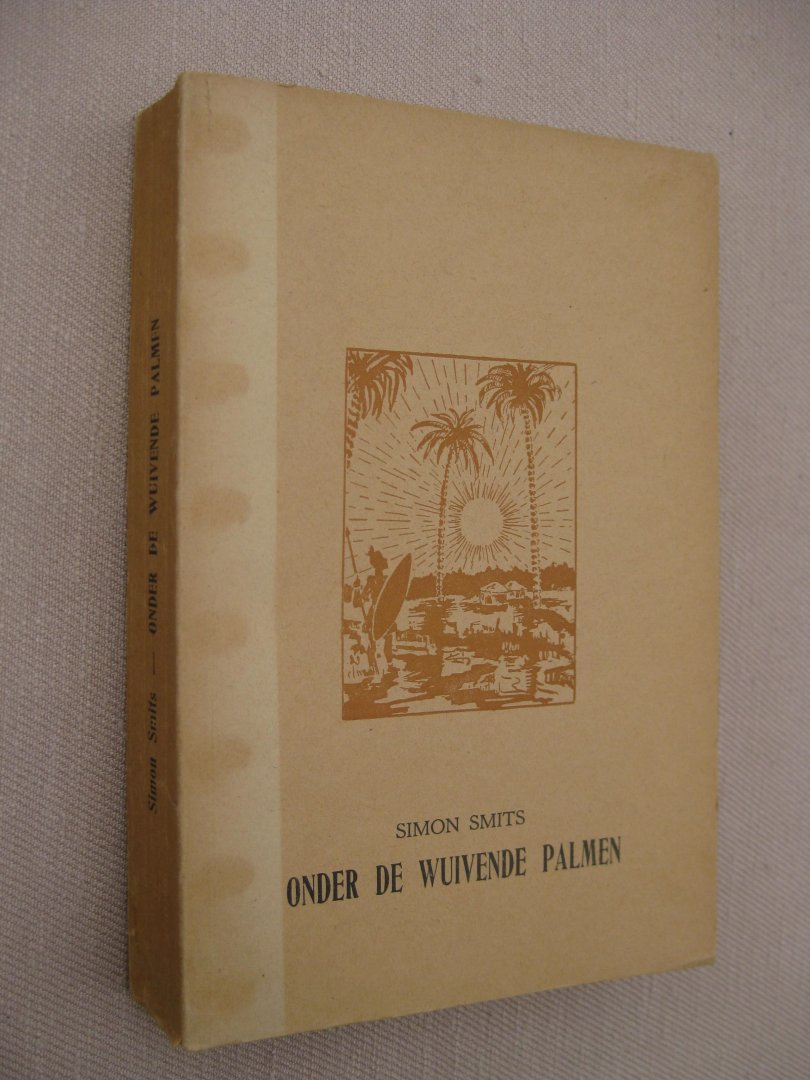 Simon Smits — ONDER DE WUIVENDE PALMEN
SIMON SMITS
ONDER DE WUIVENDE PALMEN